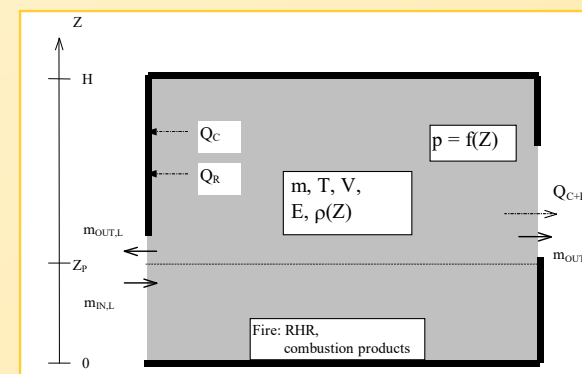 Z
H
Q_C
p = f(Z)
Q_R
m, T, V,
E, ρ(Z)
Q_C+
m_OUT,L
m_OUT
Z_P
m_IN,L
Fire: RHR,
combustion products
0